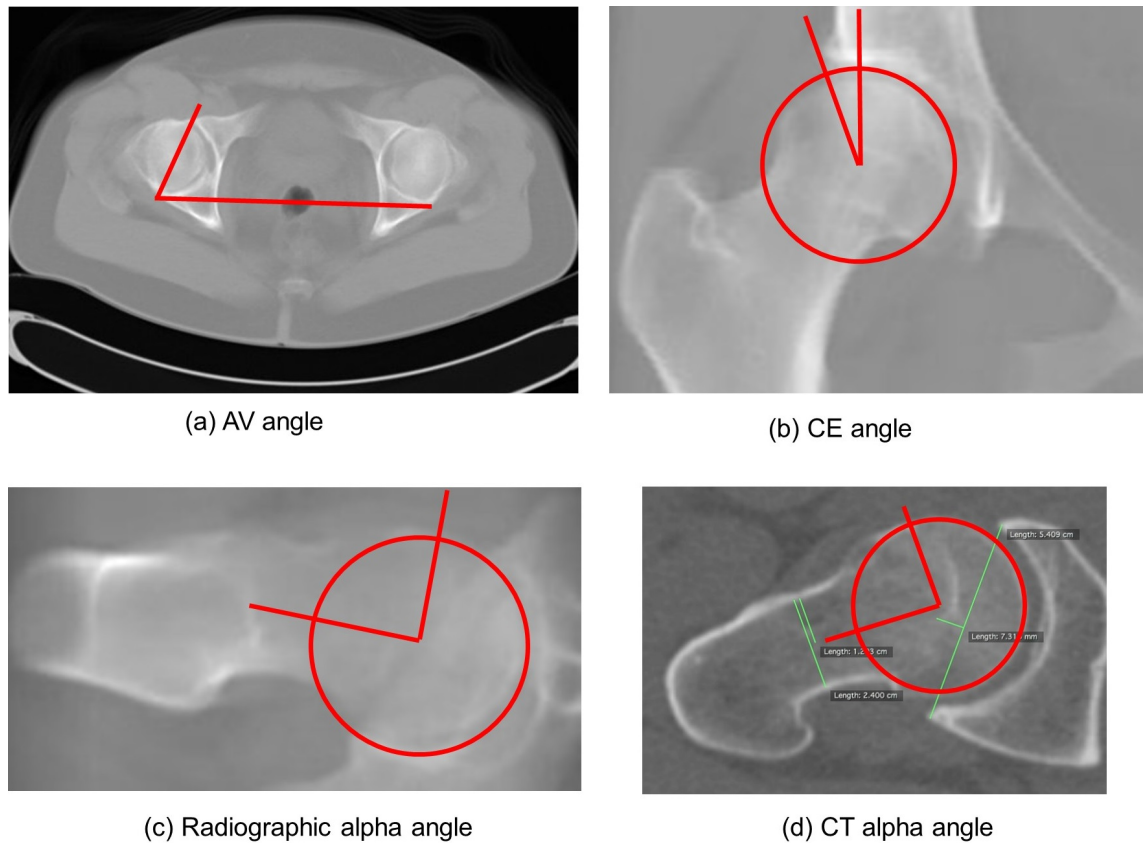 (a) AV angle
(b) CE angle
Length: 5.409 cm
Length: 2.400 cm
(c) Radiographic alpha angle
(d) CT alpha angle